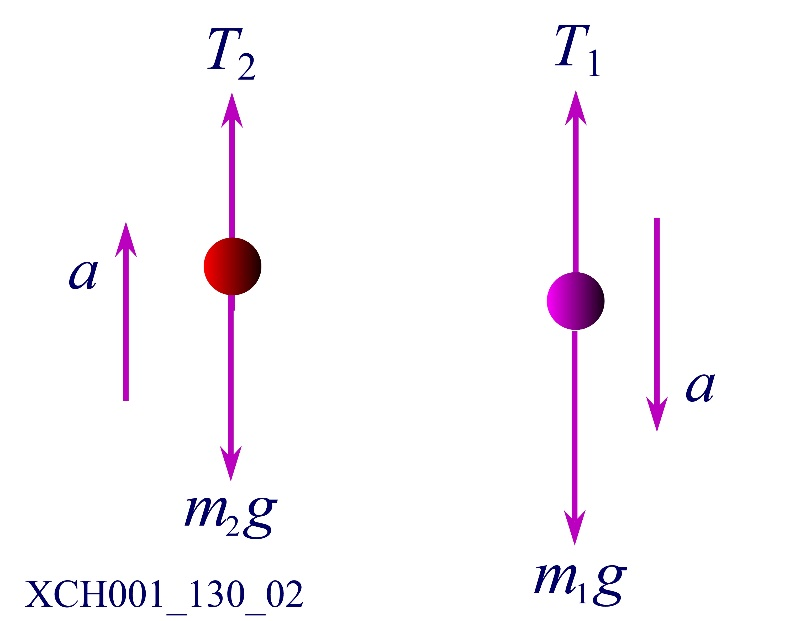 T₂
T₁
a
a
m₂g
m₁g
XCH001_130_02